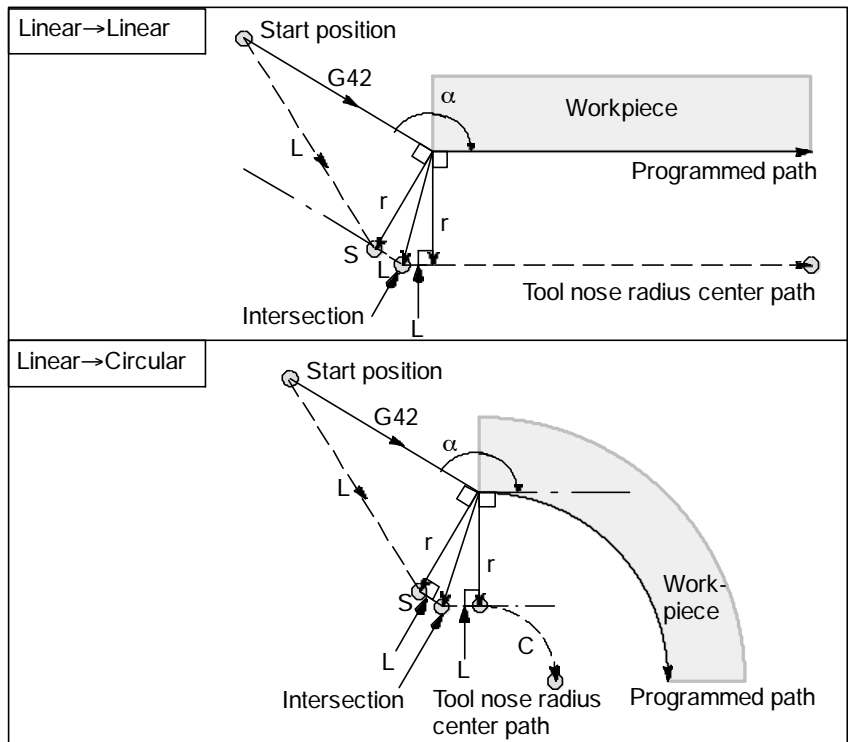 Linear→Linear
Start position
G42
α
Workpiece
L
Programmed path
r
r
S
L
Tool nose radius center path
Intersection
L
Linear→Circular
Start position
G42
α
L
r
r
Work-
piece
S
C
L
L
Intersection
Tool nose radius
center path
Programmed path